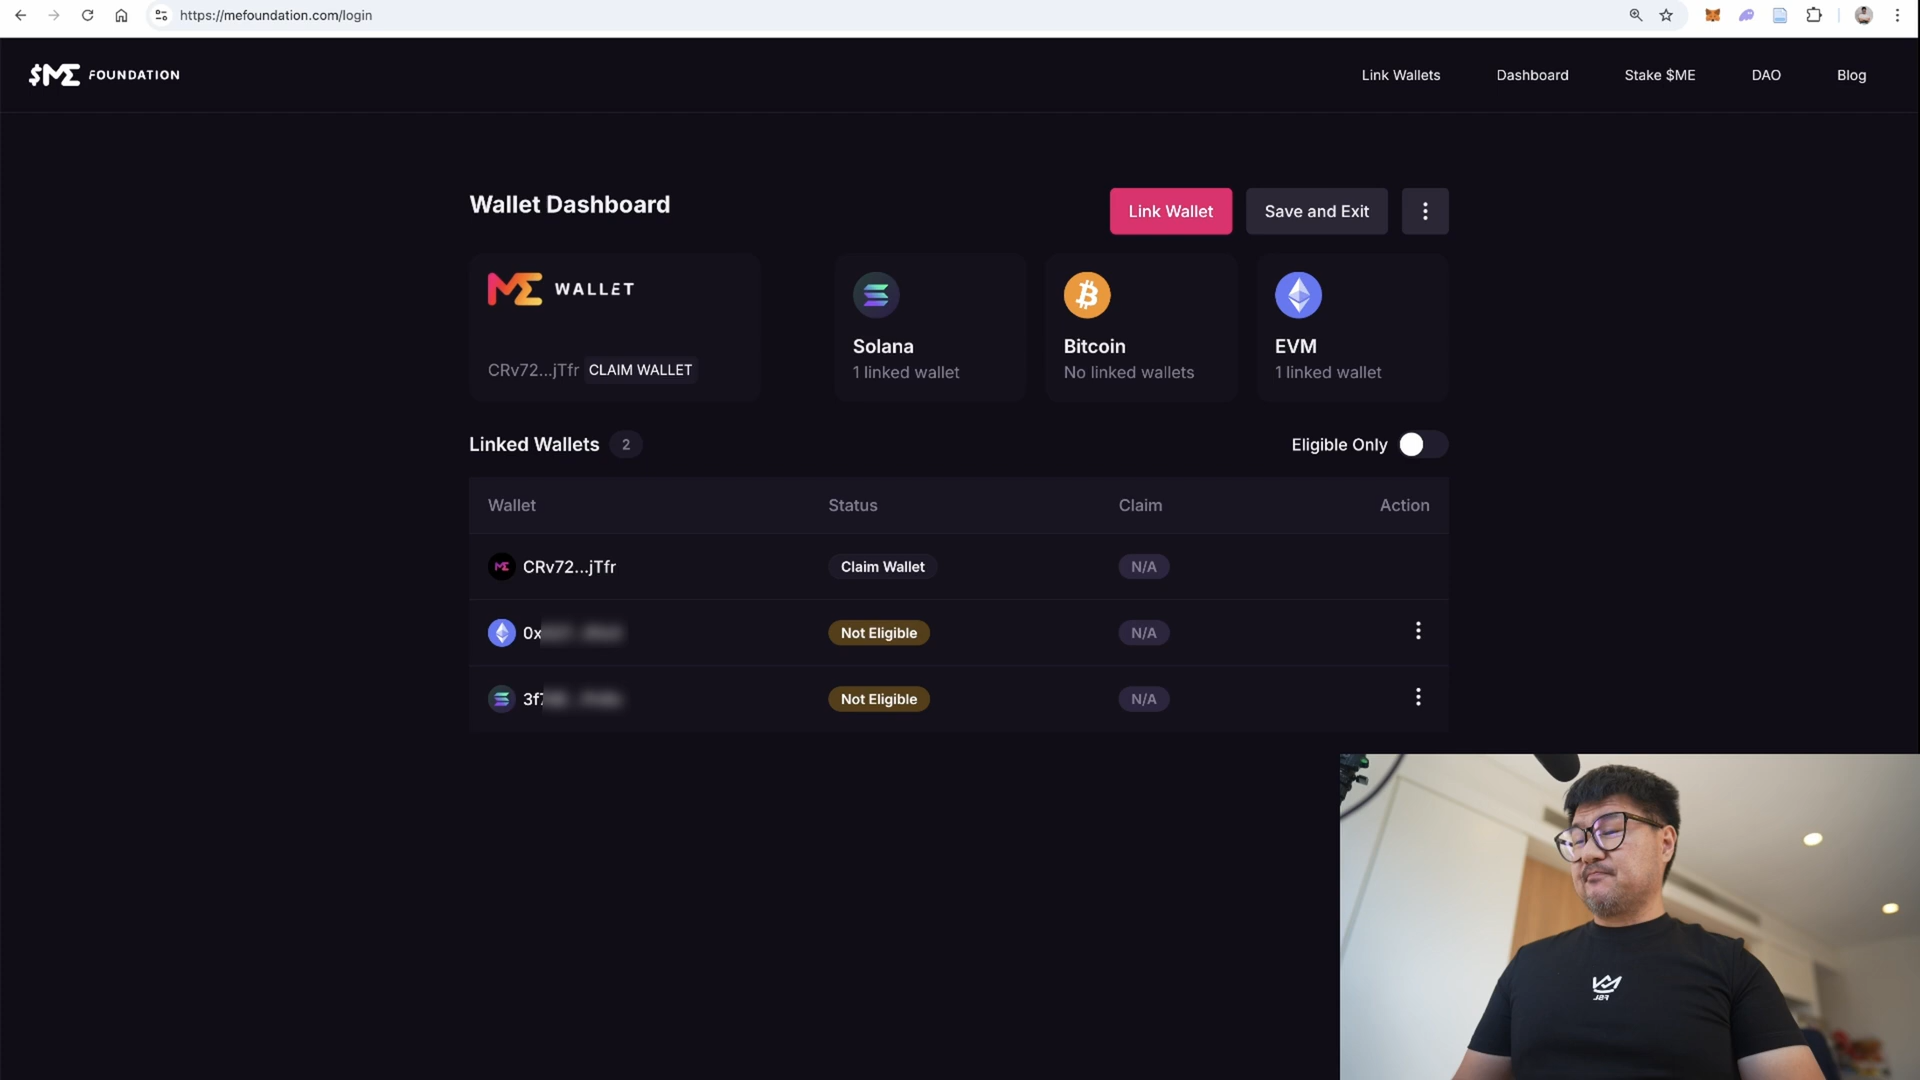 https://mefoundation.com/login
$ME FOUNDATION
Link Wallets
Dashboard
Stake $ME
DAO
Blog
Wallet Dashboard
Link Wallet
Save and Exit
ME WALLET
CRv72...jTfr CLAIM WALLET
Solana
1 linked wallet
Bitcoin
No linked wallets
EVM
1 linked wallet
Linked Wallets 2
Eligible Only
Wallet Status Claim Action
CRv72...jTfr Claim Wallet N/A
0x Not Eligible N/A
3f Not Eligible N/A